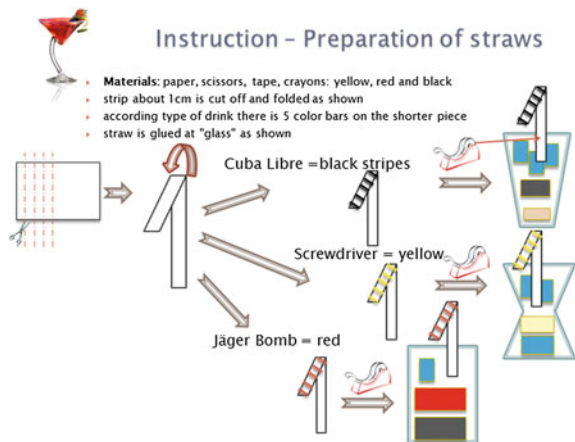 Instruction – Preparation of straws
Materials: paper, scissors, tape, crayons: yellow, red and black
strip about 1cm is cut off and folded as shown
according type of drink there is 5 color bars on the shorter piece
straw is glued at "glass" as shown
Cuba Libre =black stripes
Screwdriver = yellow
Jäger Bomb = red